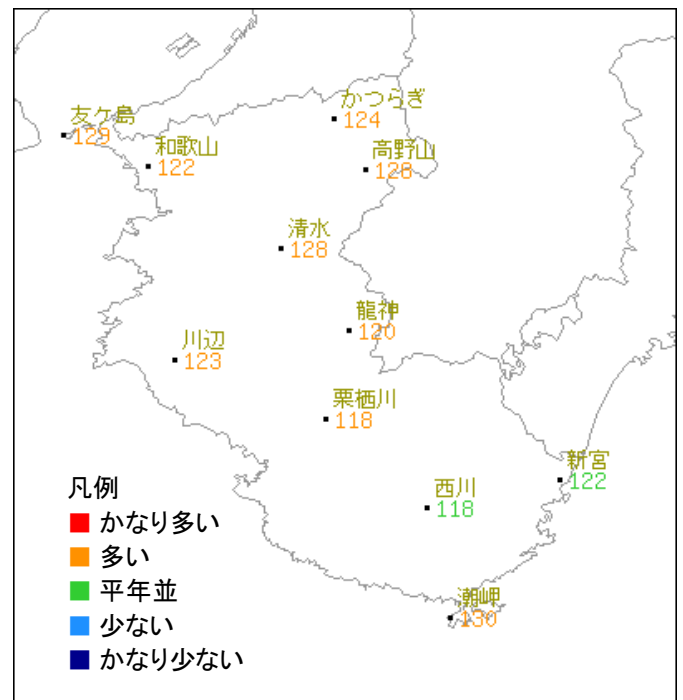 かつらぎ
124
友ケ島
129
和歌山
122
高野山
128
清水
128
龍神
120
川辺
123
栗栖川
118
新宮
122
西川
118
潮岬
130
凡例
かなり多い
多い
平年並
少ない
かなり少ない